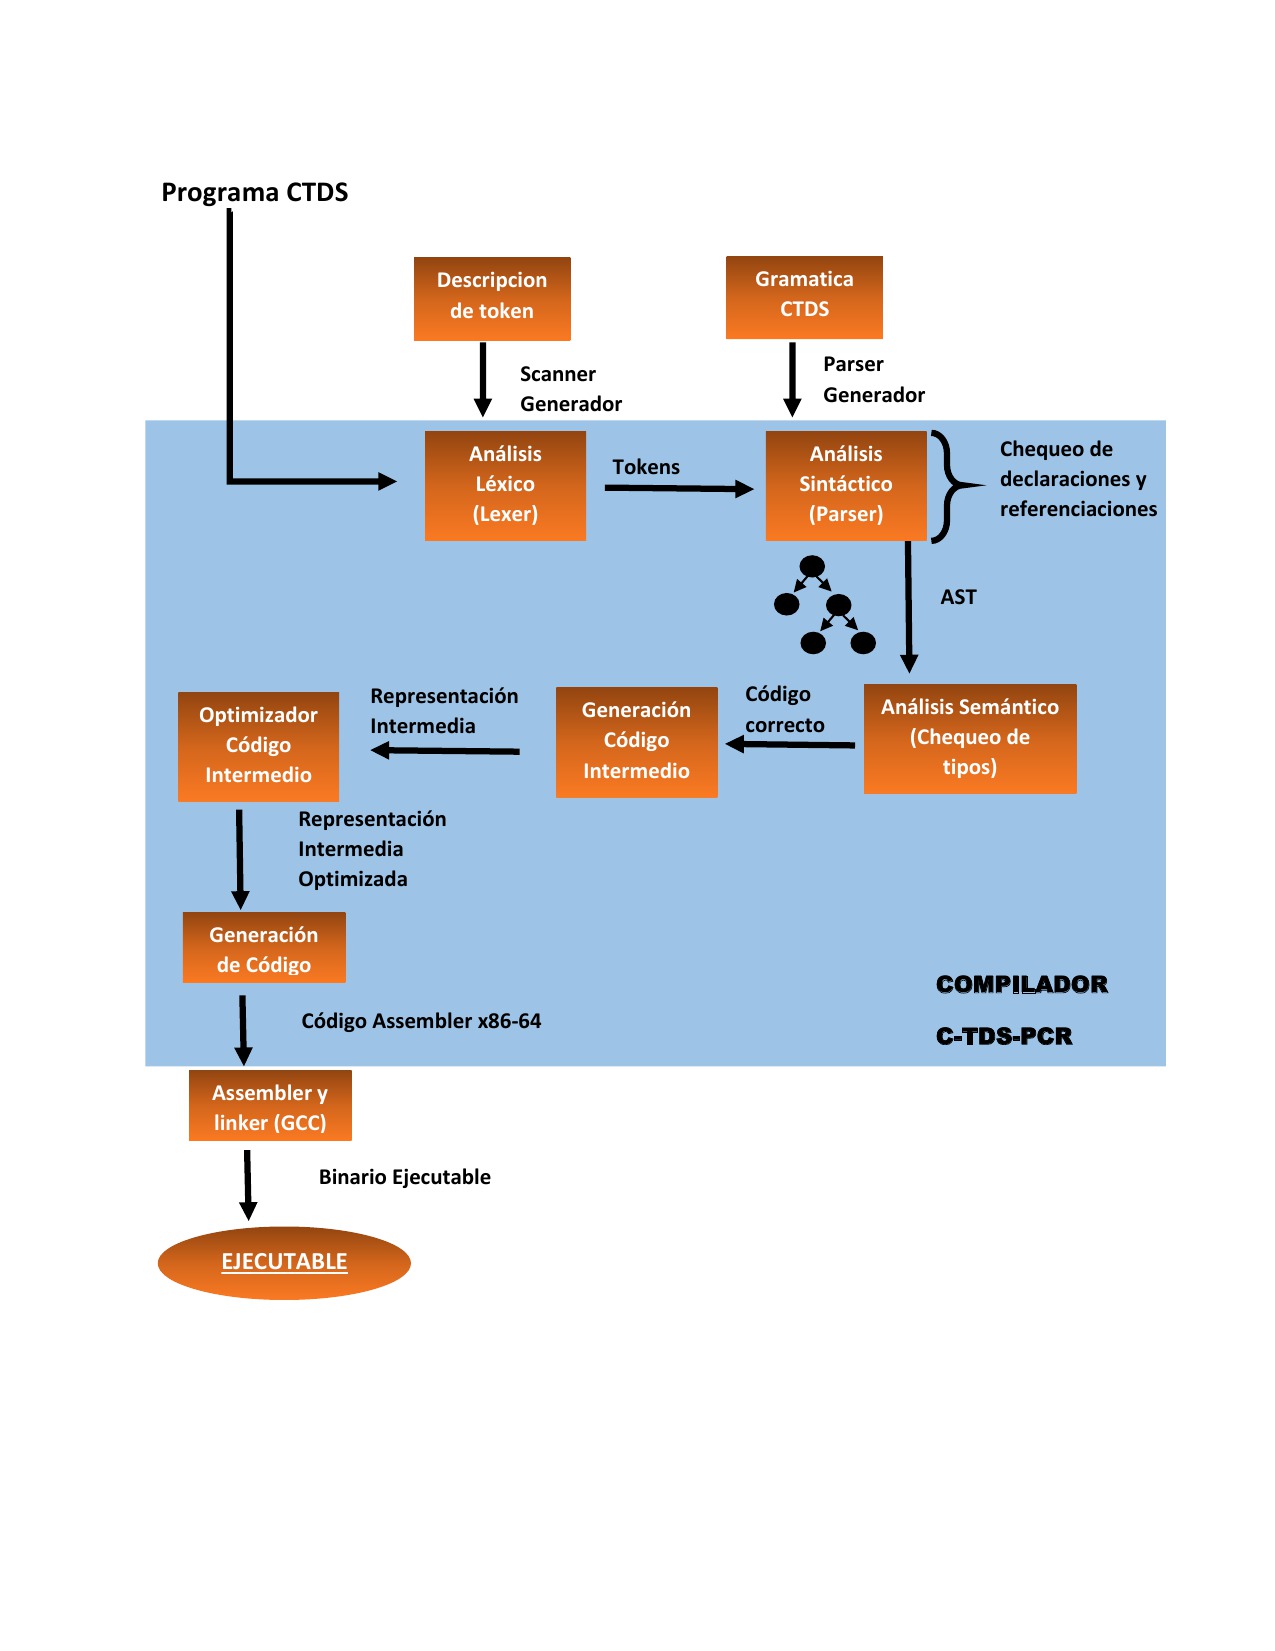 Programa CTDS
Descripcion
de token
Gramatica
CTDS
Scanner
Generador
Parser
Generador
Análisis
Léxico
(Lexer)
Tokens
Análisis
Sintáctico
(Parser)
Chequeo de
declaraciones y
referenciaciones
AST
Análisis Semántico
(Chequeo de
tipos)
Código
correcto
Generación
Código
Intermedio
Representación
Intermedia
Optimizador
Código
Intermedio
Representación
Intermedia
Optimizada
Generación
de Código
COMPILADOR
C-TDS-PCR
Código Assembler x86-64
Assembler y
linker (GCC)
Binario Ejecutable
EJECUTABLE